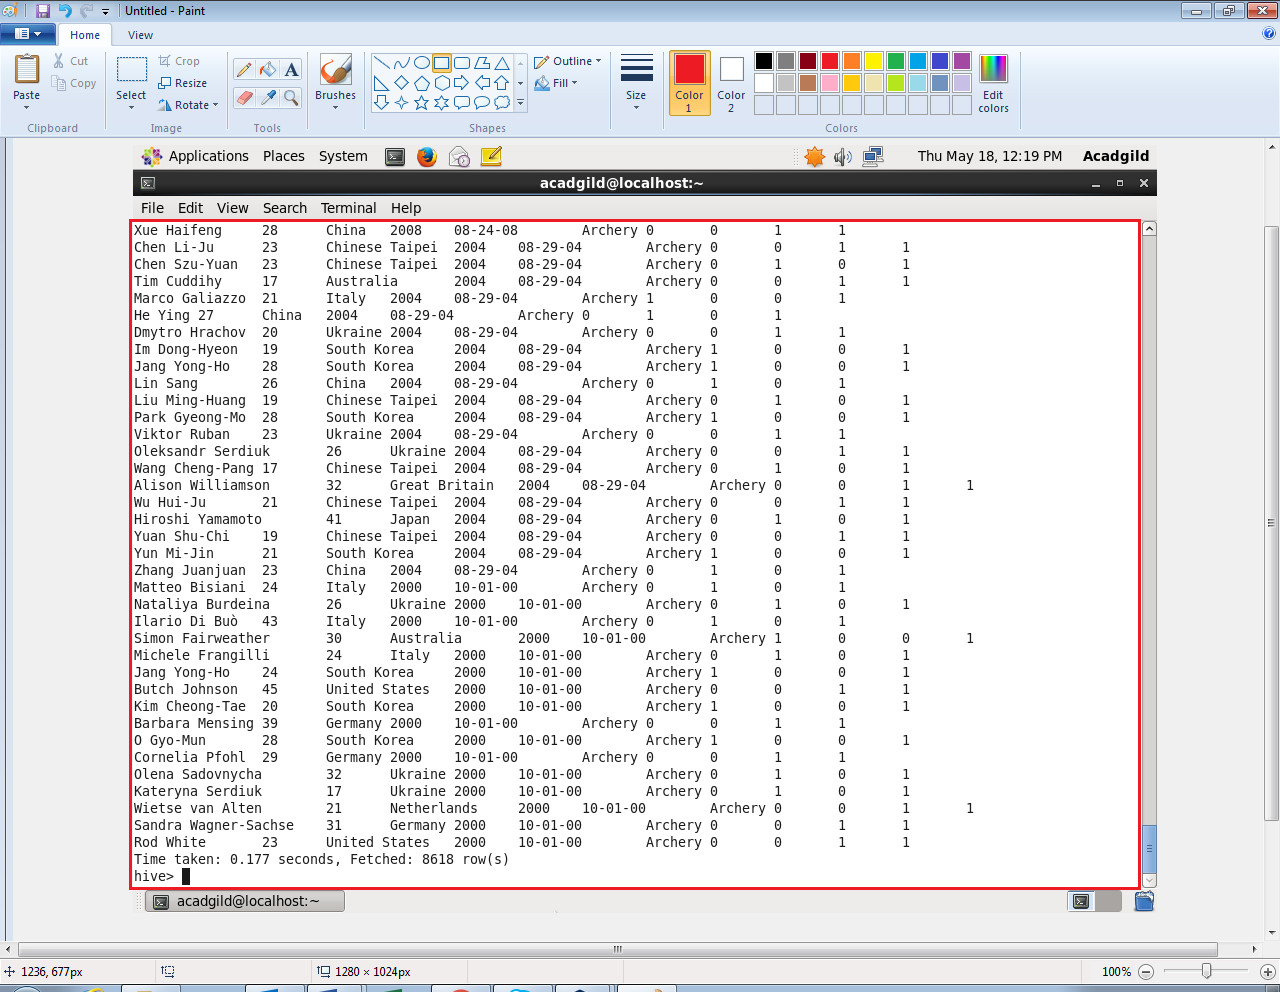 Untitled - Paint
Home View
Paste Cut Copy Clipboard
Select Crop Resize Rotate Image
Tools
Brushes
Outline Fill Shapes
Size
Color 1 Color 2 Edit colors Colors
Applications Places System Thu May 18, 12:19 PM Acadgild
acadgild@localhost:~
File Edit View Search Terminal Help
Xue Haifeng 28 China 2008 08-24-08 Archery 0 0 1 1
Chen Li-Ju 23 Chinese Taipei 2004 08-29-04 Archery 0 0 1 1
Chen Szu-Yuan 23 Chinese Taipei 2004 08-29-04 Archery 0 1 0 1
Tim Cuddihy 17 Australia 2004 08-29-04 Archery 0 0 1 1
Marco Galiazzo 21 Italy 2004 08-29-04 Archery 1 0 0 1
He Ying 27 China 2004 08-29-04 Archery 0 1 0 1
Dmytro Hrachov 20 Ukraine 2004 08-29-04 Archery 0 0 1 1
Im Dong-Hyeon 19 South Korea 2004 08-29-04 Archery 1 0 0 1
Jang Yong-Ho 28 South Korea 2004 08-29-04 Archery 1 0 0 1
Lin Sang 26 China 2004 08-29-04 Archery 0 1 0 1
Liu Ming-Huang 19 Chinese Taipei 2004 08-29-04 Archery 0 1 0 1
Park Gyeong-Mo 28 South Korea 2004 08-29-04 Archery 1 0 0 1
Viktor Ruban 23 Ukraine 2004 08-29-04 Archery 0 0 1 1
Oleksandr Serdiuk 26 Ukraine 2004 08-29-04 Archery 0 0 1 1
Wang Cheng-Pang 17 Chinese Taipei 2004 08-29-04 Archery 0 1 0 1
Alison Williamson 32 Great Britain 2004 08-29-04 Archery 0 0 1 1
Wu Hui-Ju 21 Chinese Taipei 2004 08-29-04 Archery 0 0 1 1
Hiroshi Yamamoto 41 Japan 2004 08-29-04 Archery 0 1 0 1
Yuan Shu-Chi 19 Chinese Taipei 2004 08-29-04 Archery 0 0 1 1
Yun Mi-Jin 21 South Korea 2004 08-29-04 Archery 1 0 0 1
Zhang Juanjuan 23 China 2004 08-29-04 Archery 0 1 0 1
Matteo Bisiani 24 Italy 2000 10-01-00 Archery 0 1 0 1
Nataliya Burdeina 26 Ukraine 2000 10-01-00 Archery 0 1 0 1
Ilario Di Buò 43 Italy 2000 10-01-00 Archery 0 1 0 1
Simon Fairweather 30 Australia 2000 10-01-00 Archery 1 0 0 1
Michele Frangilli 24 Italy 2000 10-01-00 Archery 0 1 0 1
Jang Yong-Ho 24 South Korea 2000 10-01-00 Archery 1 0 0 1
Butch Johnson 45 United States 2000 10-01-00 Archery 0 0 1 1
Kim Cheong-Tae 20 South Korea 2000 10-01-00 Archery 1 0 0 1
Barbara Mensing 39 Germany 2000 10-01-00 Archery 0 0 1 1
O Gyo-Mun 28 South Korea 2000 10-01-00 Archery 1 0 0 1
Cornelia Pfohl 29 Germany 2000 10-01-00 Archery 0 0 1 1
Olena Sadovnycha 32 Ukraine 2000 10-01-00 Archery 0 1 0 1
Kateryna Serdiuk 17 Ukraine 2000 10-01-00 Archery 0 1 0 1
Wietse van Alten 21 Netherlands 2000 10-01-00 Archery 0 0 1 1
Sandra Wagner-Sachse 31 Germany 2000 10-01-00 Archery 0 0 1 1
Rod White 23 United States 2000 10-01-00 Archery 0 0 1 1
Time taken: 0.177 seconds, Fetched: 8618 row(s)
hive>
acadgild@localhost:~
1236, 677px 1280 × 1024px 100%